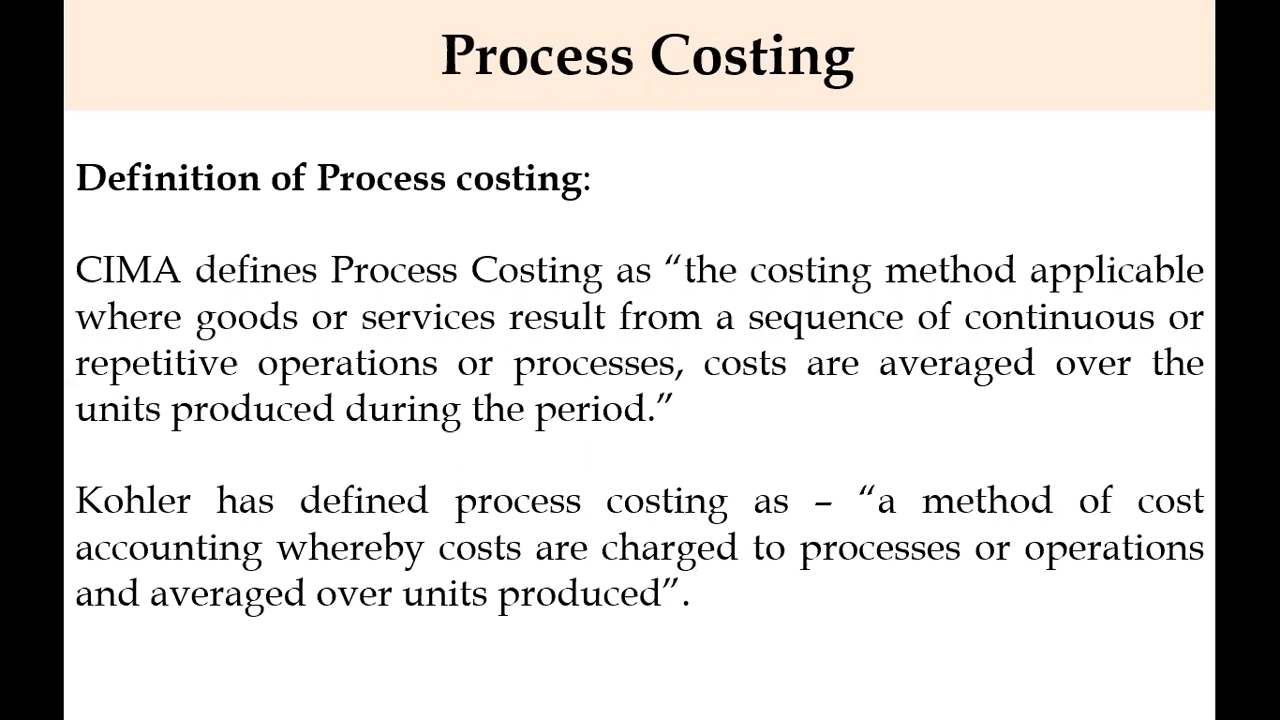 Process Costing
Definition of Process costing:
CIMA defines Process Costing as “the costing method applicable
where goods or services result from a sequence of continuous or
repetitive operations or processes, costs are averaged over the
units produced during the period.”
Kohler has defined process costing as – “a method of cost
accounting whereby costs are charged to processes or operations
and averaged over units produced”.